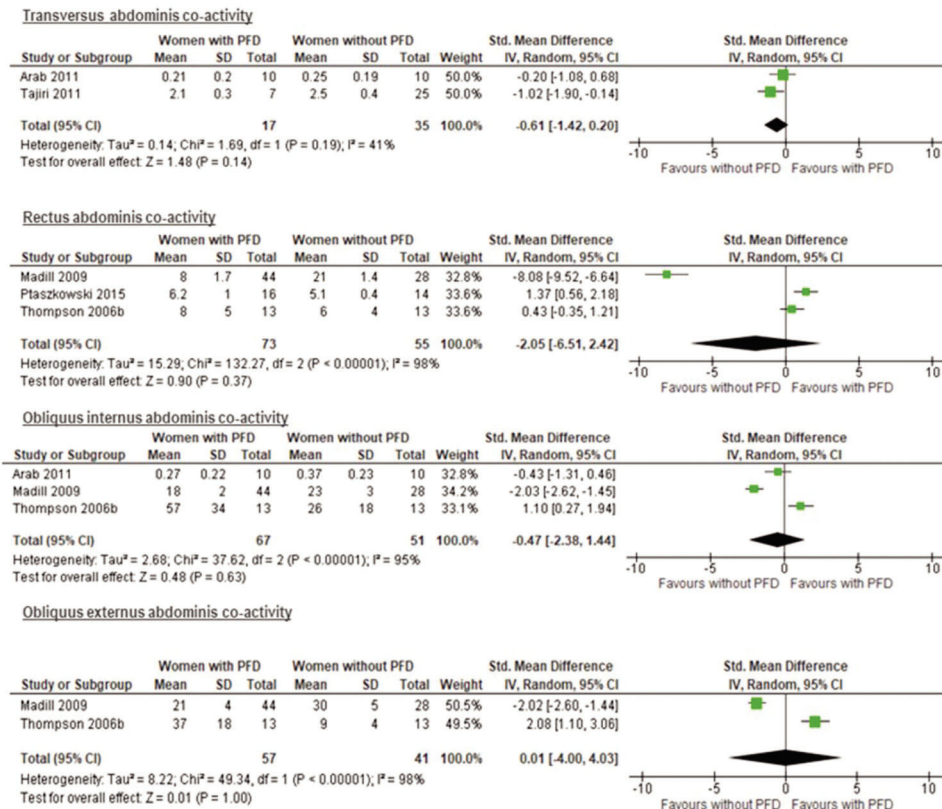 Transversus abdominis co-activity
Women with PFD Women without PFD Std. Mean Difference Std. Mean Difference
Study or Subgroup Mean SD Total Mean SD Total Weight IV, Random, 95% CI IV, Random, 95% CI
Arab 2011 0.21 0.2 10 0.25 0.19 10 50.0% -0.20 [-1.08, 0.68]
Tajiri 2011 2.1 0.3 7 2.5 0.4 25 50.0% -1.02 [-1.90, -0.14]
Total (95% CI) 17 35 100.0% -0.61 [-1.42, 0.20]
Heterogeneity: Tau² = 0.14; Chi² = 1.69, df = 1 (P = 0.19); I² = 41%
Test for overall effect: Z = 1.48 (P = 0.14)
-10 -5 0 5 10
Favours without PFD Favours with PFD
Rectus abdominis co-activity
Women with PFD Women without PFD Std. Mean Difference Std. Mean Difference
Study or Subgroup Mean SD Total Mean SD Total Weight IV, Random, 95% CI IV, Random, 95% CI
Madill 2009 8 1.7 44 21 1.4 28 32.8% -8.08 [-9.52, -6.64]
Ptaszkowski 2015 6.2 1 16 5.1 0.4 14 33.6% 1.37 [0.56, 2.18]
Thompson 2006b 8 5 13 6 4 13 33.6% 0.43 [-0.35, 1.21]
Total (95% CI) 73 55 100.0% -2.05 [-6.51, 2.42]
Heterogeneity: Tau² = 15.29; Chi² = 132.27, df = 2 (P < 0.00001); I² = 98%
Test for overall effect: Z = 0.90 (P = 0.37)
-10 -5 0 5 10
Favours without PFD Favours with PFD
Obliquus internus abdominis co-activity
Women with PFD Women without PFD Std. Mean Difference Std. Mean Difference
Study or Subgroup Mean SD Total Mean SD Total Weight IV, Random, 95% CI IV, Random, 95% CI
Arab 2011 0.27 0.22 10 0.37 0.23 10 32.8% -0.43 [-1.31, 0.46]
Madill 2009 18 2 44 23 3 28 34.2% -2.03 [-2.62, -1.45]
Thompson 2006b 57 34 13 26 18 13 33.1% 1.10 [0.27, 1.94]
Total (95% CI) 67 51 100.0% -0.47 [-2.38, 1.44]
Heterogeneity: Tau² = 2.68; Chi² = 37.62, df = 2 (P < 0.00001); I² = 95%
Test for overall effect: Z = 0.48 (P = 0.63)
-10 -5 0 5 10
Favours without PFD Favours with PFD
Obliquus externus abdominis co-activity
Women with PFD Women without PFD Std. Mean Difference Std. Mean Difference
Study or Subgroup Mean SD Total Mean SD Total Weight IV, Random, 95% CI IV, Random, 95% CI
Madill 2009 21 4 44 30 5 28 50.5% -2.02 [-2.60, -1.44]
Thompson 2006b 37 18 13 9 4 13 49.5% 2.08 [1.10, 3.06]
Total (95% CI) 57 41 100.0% 0.01 [-4.00, 4.03]
Heterogeneity: Tau² = 8.22; Chi² = 49.34, df = 1 (P < 0.00001); I² = 98%
Test for overall effect: Z = 0.01 (P = 1.00)
-10 -5 0 5 10
Favours without PFD Favours with PFD